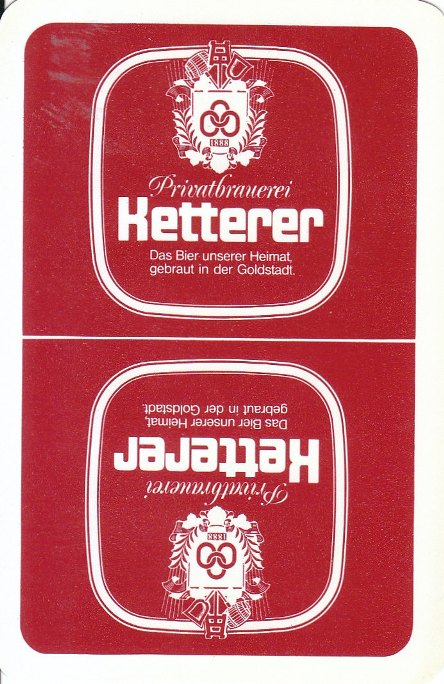 1888
Privatbrauerei
Ketterer
Das Bier unserer Heimat,
gebraut in der Goldstadt.
1888
Privatbrauerei
Ketterer
Das Bier unserer Heimat,
gebraut in der Goldstadt.